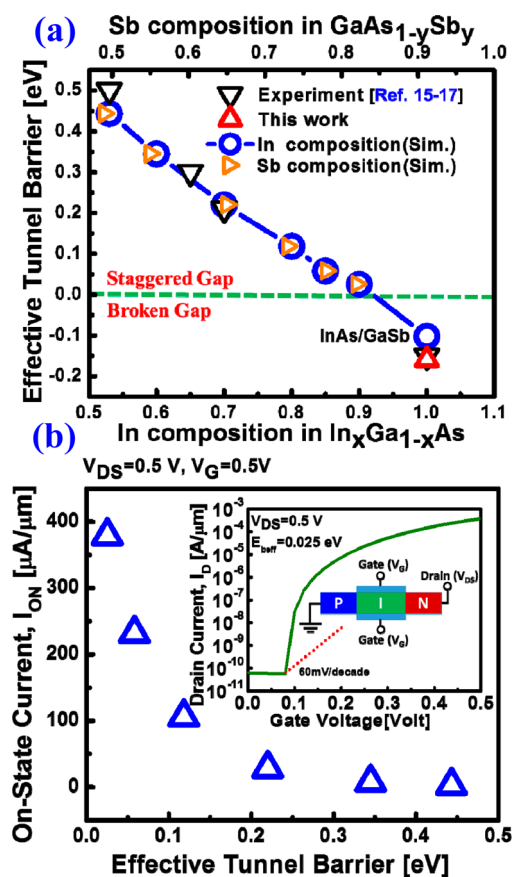 (a)
Sb composition in GaAs1-ySby
0.5 0.6 0.7 0.8 0.9 1.0
Effective Tunnel Barrier [eV]
0.5
0.4
0.3
0.2
0.1
0.0
-0.1
-0.2
Experiment [Ref. 15-17]
This work
In composition(Sim.)
Sb composition(Sim.)
Staggered Gap
Broken Gap
InAs/GaSb
0.5 0.6 0.7 0.8 0.9 1.0 1.1
In composition in InxGa1-xAs
(b)
VDS=0.5 V, VG=0.5V
On-State Current, ION [µA/µm]
400
300
200
100
0
Drain Current, ID [A/µm]
10-3
10-4
10-5
10-6
10-7
10-8
10-9
10-10
10-11
VDS=0.5 V
Ebeff=0.025 eV
Gate (VG)
Drain (VDS)
P I N
Gate (VG)
60mV/decade
0.0 0.1 0.2 0.3 0.4 0.5 0.6
Gate Voltage[Volt]
0.0 0.1 0.2 0.3 0.4 0.5
Effective Tunnel Barrier [eV]